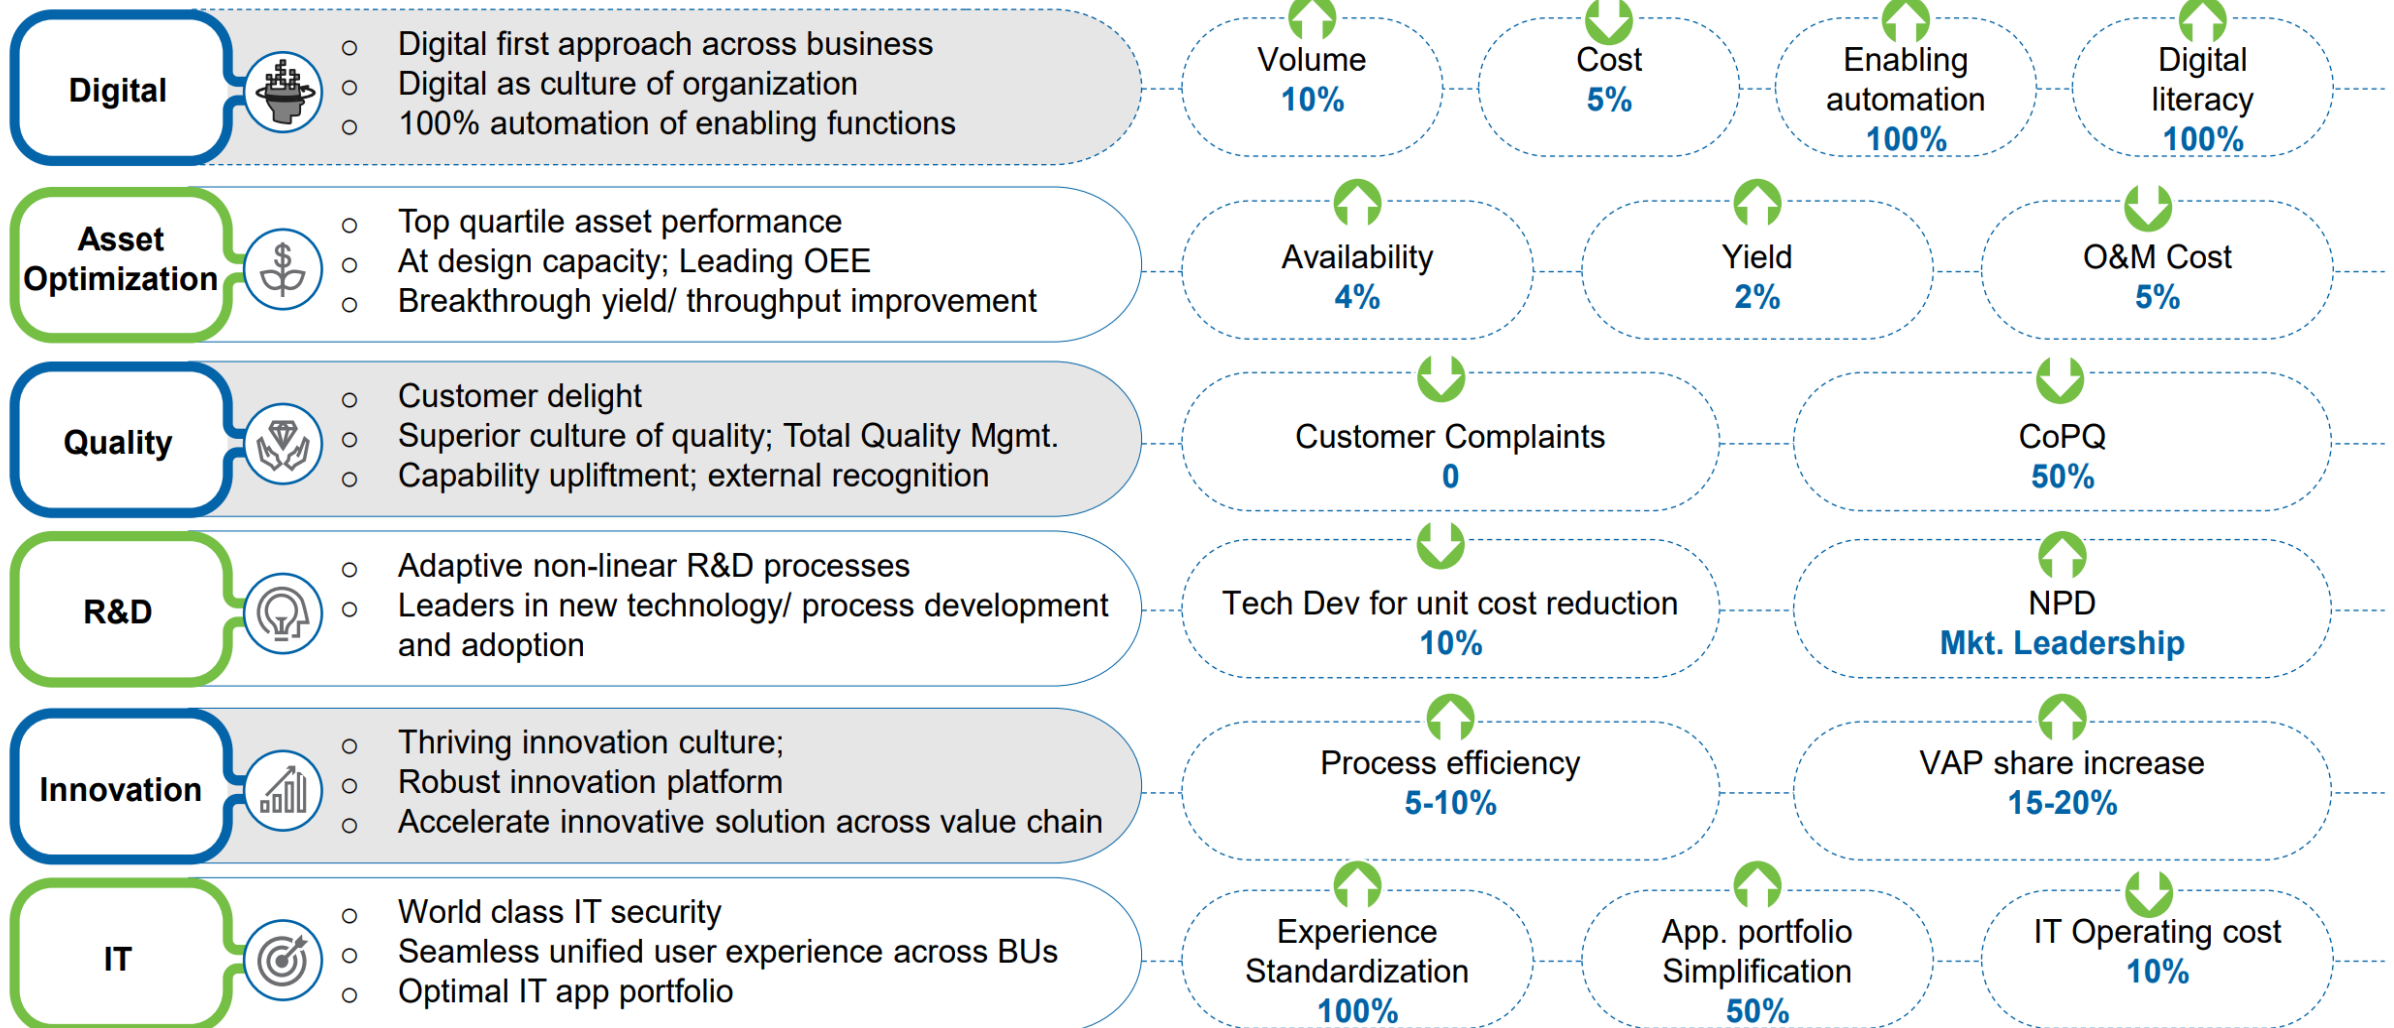 Digital
Digital first approach across business
Digital as culture of organization
100% automation of enabling functions
Volume
10%
Cost
5%
Enabling
automation
100%
Digital
literacy
100%
Asset
Optimization
Top quartile asset performance
At design capacity; Leading OEE
Breakthrough yield/ throughput improvement
Availability
4%
Yield
2%
O&M Cost
5%
Quality
Customer delight
Superior culture of quality; Total Quality Mgmt.
Capability upliftment; external recognition
Customer Complaints
0
CoPQ
50%
R&D
Adaptive non-linear R&D processes
Leaders in new technology/ process development
and adoption
Tech Dev for unit cost reduction
10%
NPD
Mkt. Leadership
Innovation
Thriving innovation culture;
Robust innovation platform
Accelerate innovative solution across value chain
Process efficiency
5-10%
VAP share increase
15-20%
IT
World class IT security
Seamless unified user experience across BUs
Optimal IT app portfolio
Experience
Standardization
100%
App. portfolio
Simplification
50%
IT Operating cost
10%